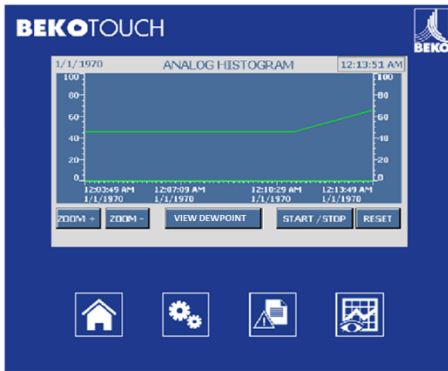 BEKOTOUCH
BEKO
1/1/1970 ANALOG HISTOGRAM 12:13:51 AM
100 100
80 80
60 60
40 40
20 20
0 0
12:03:49 AM 12:07:09 AM 12:10:29 AM 12:13:49 AM
1/1/1970 1/1/1970 1/1/1970 1/1/1970
ZOOM + ZOOM - VIEW DEWPOINT START / STOP RESET